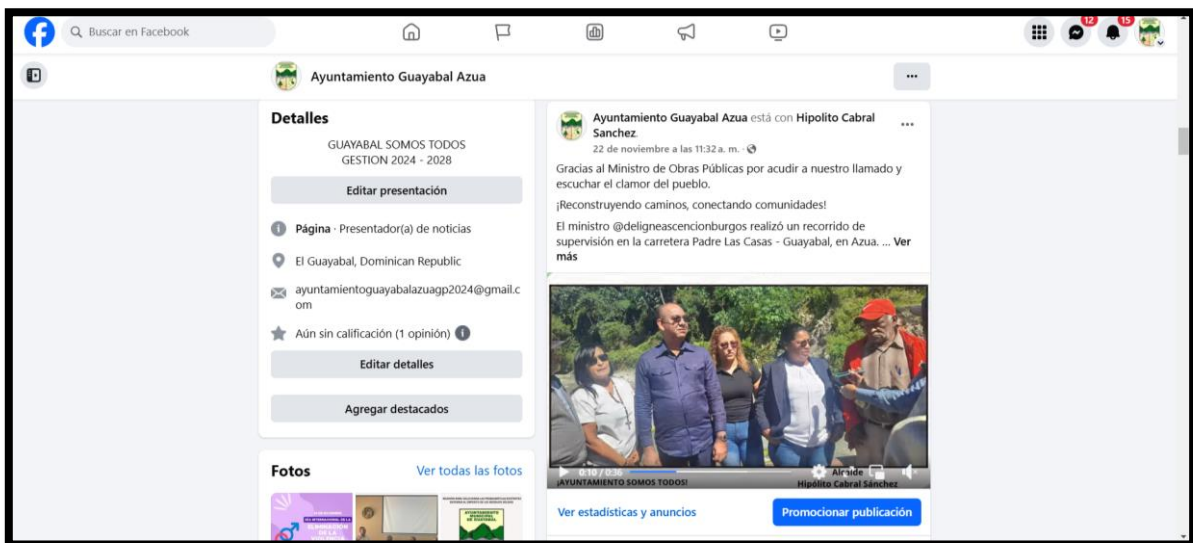 Buscar en Facebook
12
15
Ayuntamiento Guayabal Azua
Detalles
GUAYABAL SOMOS TODOS
GESTION 2024 - 2028
Editar presentación
Página · Presentador(a) de noticias
El Guayabal, Dominican Republic
ayuntamientoguayabalazuagp2024@gmail.c
om
Aún sin calificación (1 opinión)
Editar detalles
Agregar destacados
Fotos
Ver todas las fotos
Ayuntamiento Guayabal Azua está con Hipolito Cabral
Sanchez.
22 de noviembre a las 11:32 a. m. ·
Gracias al Ministro de Obras Públicas por acudir a nuestro llamado y
escuchar el clamor del pueblo.
¡Reconstruyendo caminos, conectando comunidades!
El ministro @deligneascencionburgos realizó un recorrido de
supervisión en la carretera Padre Las Casas - Guayabal, en Azua. ... Ver
más
0:10 / 0:36
¡AYUNTAMIENTO SOMOS TODOS!
Alcalde
Hipólito Cabral Sánchez
Ver estadísticas y anuncios
Promocionar publicación